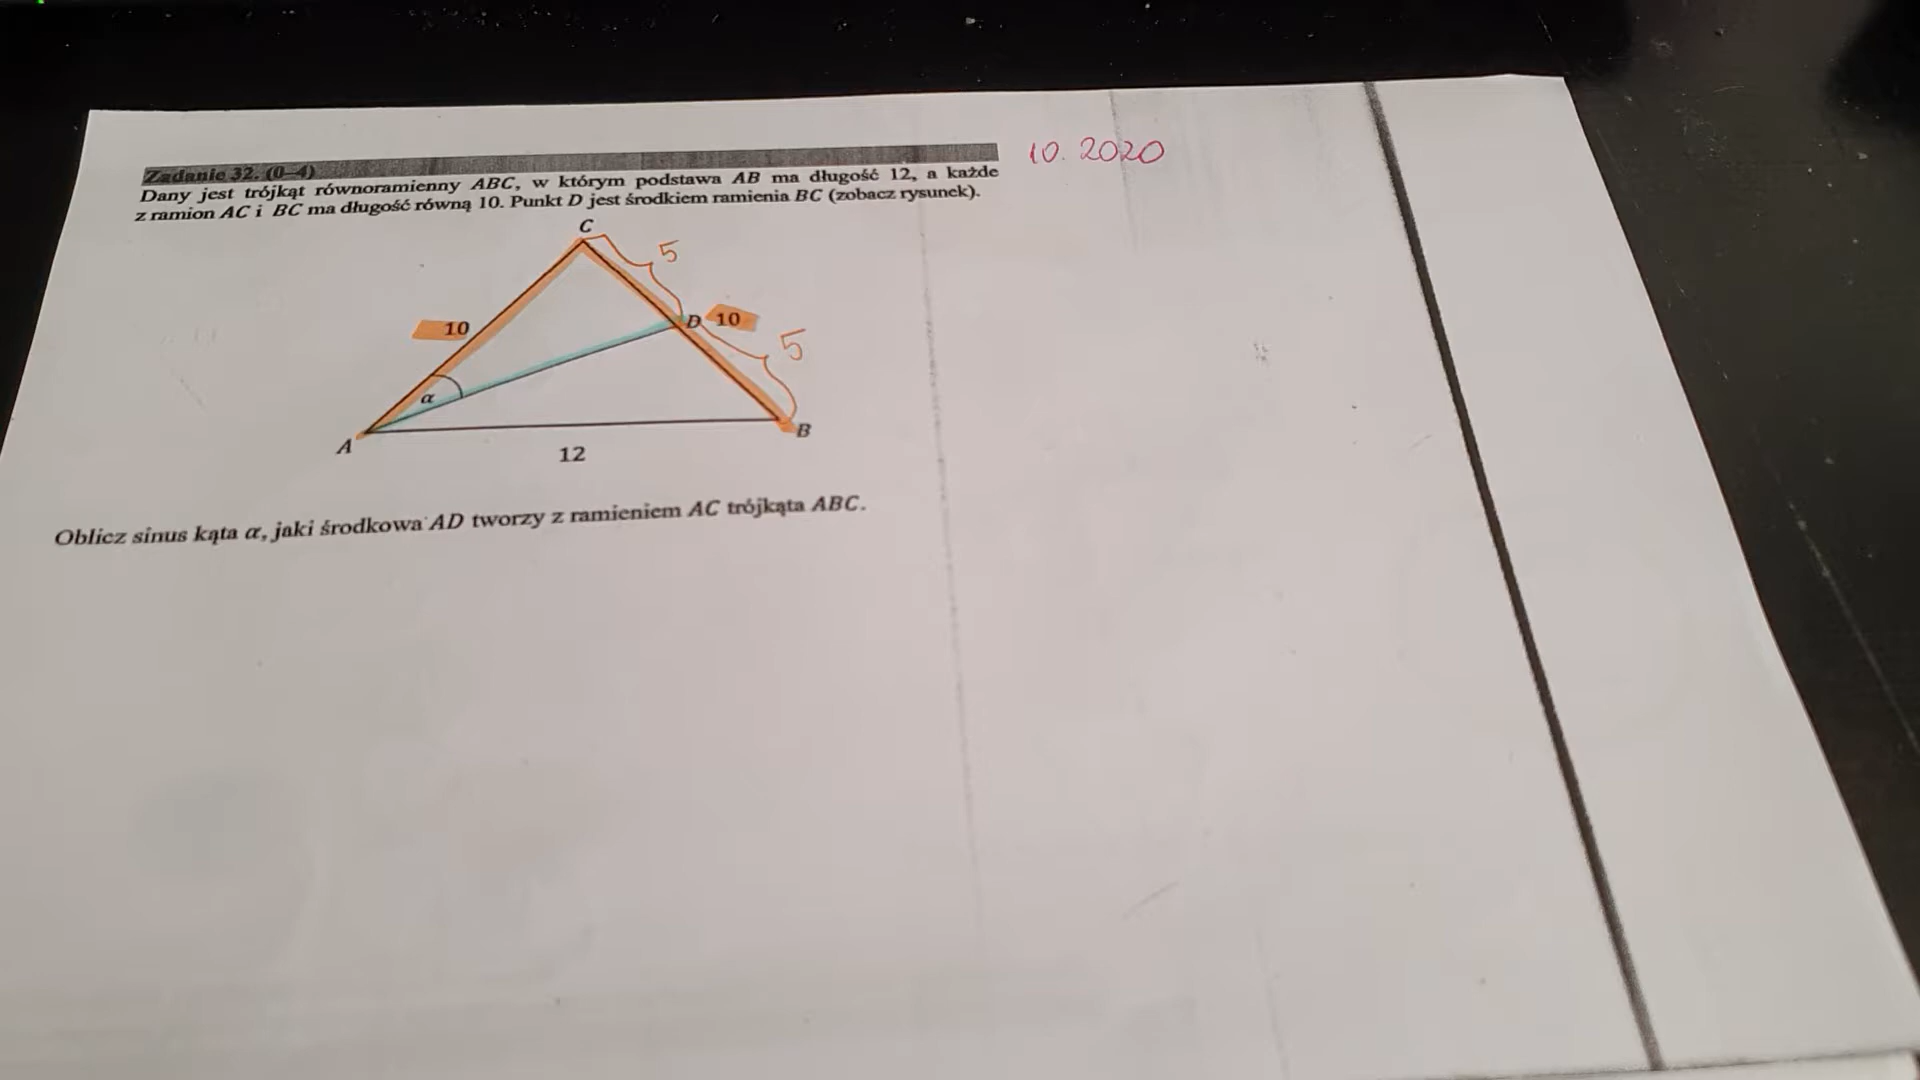 Zadanie 32. (0–4)
10. 2020
Dany jest trójkąt równoramienny ABC, w którym podstawa AB ma długość 12, a każde
z ramion AC i BC ma długość równą 10. Punkt D jest środkiem ramienia BC (zobacz rysunek).
C
5
10
D 10
5
α
A
B
12
Oblicz sinus kąta α, jaki środkowa AD tworzy z ramieniem AC trójkąta ABC.